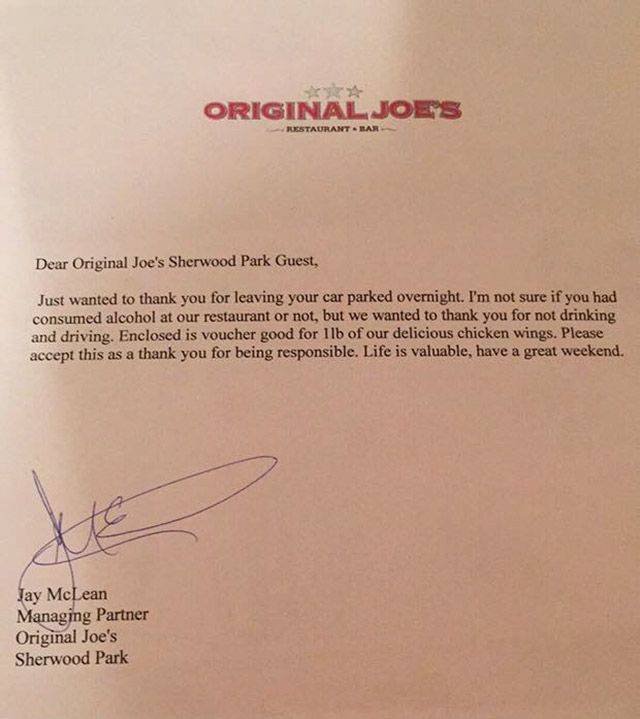 ORIGINAL JOE'S
RESTAURANT • BAR
Dear Original Joe's Sherwood Park Guest,
Just wanted to thank you for leaving your car parked overnight. I'm not sure if you had
consumed alcohol at our restaurant or not, but we wanted to thank you for not drinking
and driving. Enclosed is voucher good for 1lb of our delicious chicken wings. Please
accept this as a thank you for being responsible. Life is valuable, have a great weekend.
Jay McLean
Managing Partner
Original Joe's
Sherwood Park